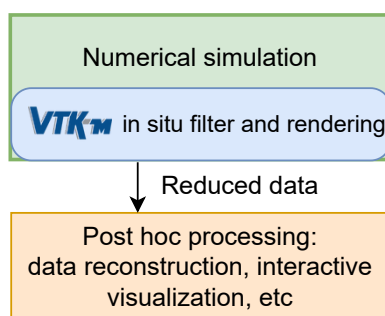 Numerical simulation
VTK-m in situ filter and rendering
Reduced data
Post hoc processing:
data reconstruction, interactive
visualization, etc